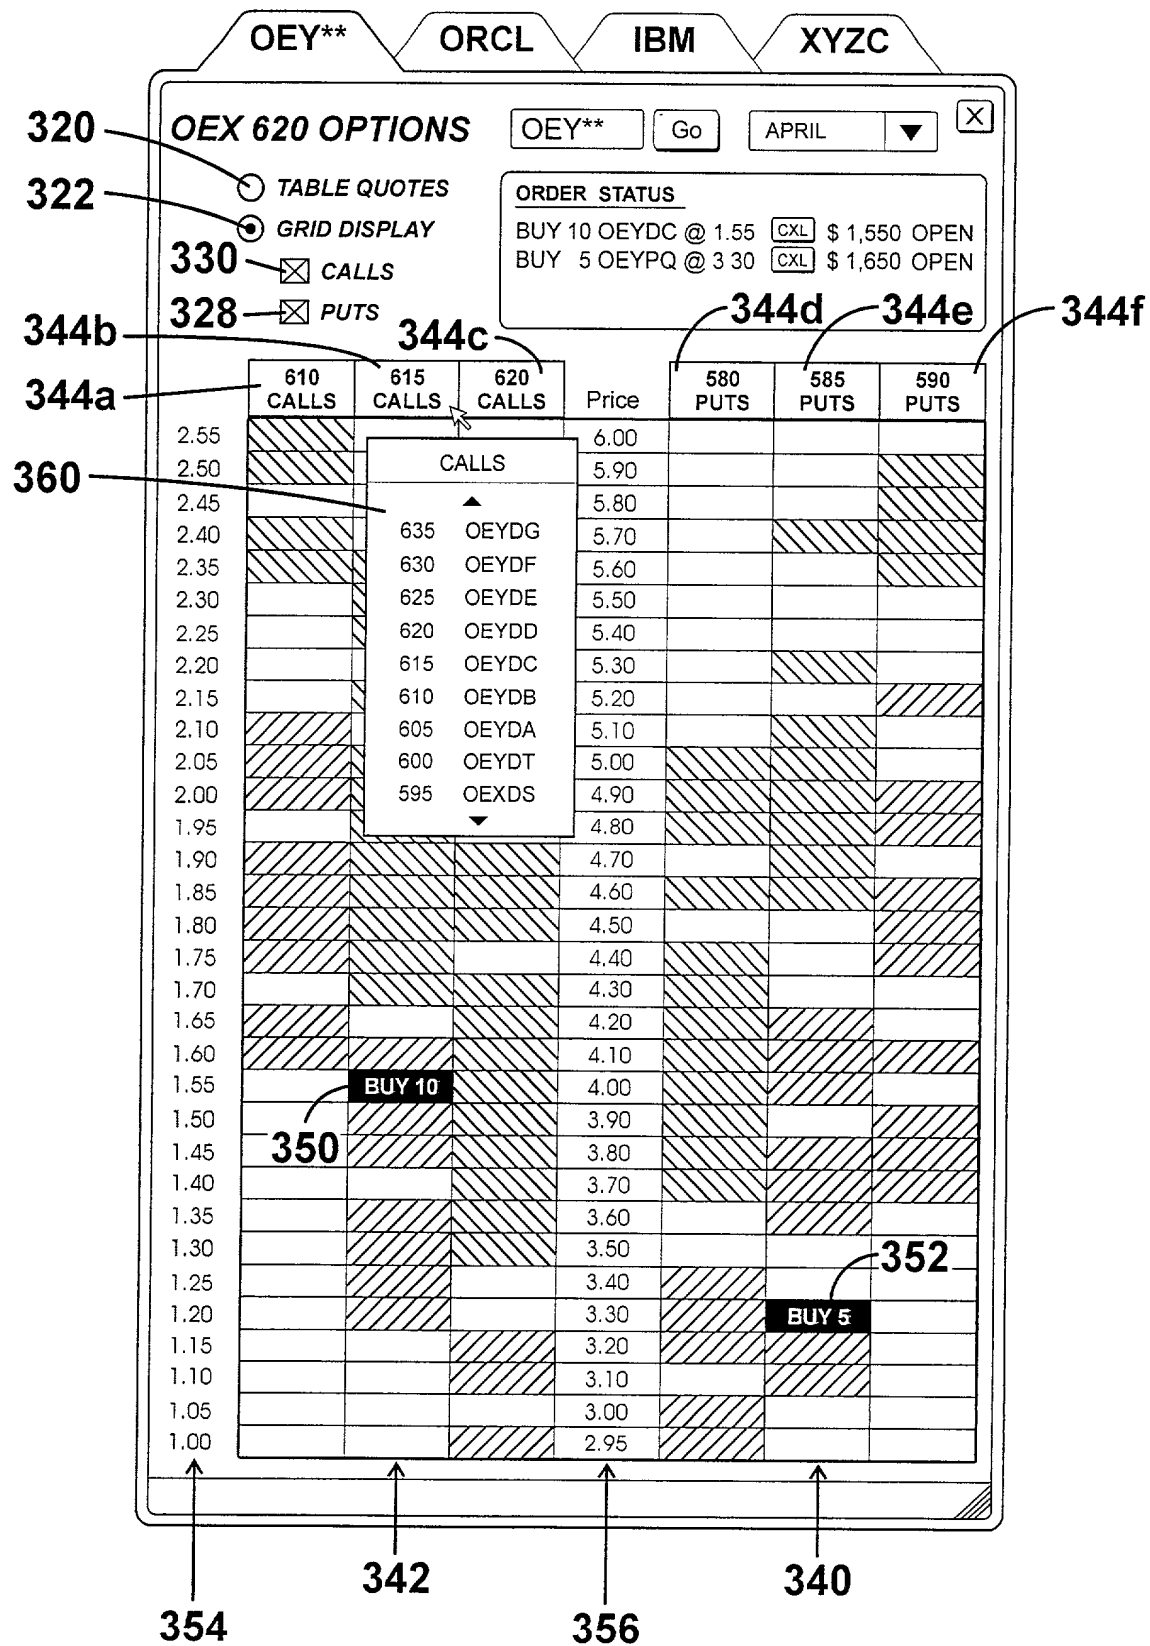 OEY** ORCL IBM XYZC
320 OEX 620 OPTIONS OEY** Go APRIL X
322 TABLE QUOTES
GRID DISPLAY
330 CALLS
328 PUTS
ORDER STATUS
BUY 10 OEYDC @ 1.55 CXL $ 1,550 OPEN
BUY 5 OEYPQ @ 3 30 CXL $ 1,650 OPEN
344b 344c 344d 344e 344f
344a
610 CALLS
615 CALLS
620 CALLS
Price
580 PUTS
585 PUTS
590 PUTS
360
CALLS
635 OEYDG
630 OEYDF
625 OEYDE
620 OEYDD
615 OEYDC
610 OEYDB
605 OEYDA
600 OEYDT
595 OEXDS
2.55 6.00
2.50 5.90
2.45 5.80
2.40 5.70
2.35 5.60
2.30 5.50
2.25 5.40
2.20 5.30
2.15 5.20
2.10 5.10
2.05 5.00
2.00 4.90
1.95 4.80
1.90 4.70
1.85 4.60
1.80 4.50
1.75 4.40
1.70 4.30
1.65 4.20
1.60 4.10
1.55 BUY 10 4.00
1.50 3.90
350
1.45 3.80
1.40 3.70
1.35 3.60
1.30 3.50
352
1.25 3.40
1.20 3.30 BUY 5
1.15 3.20
1.10 3.10
1.05 3.00
1.00 2.95
342 340
354 356